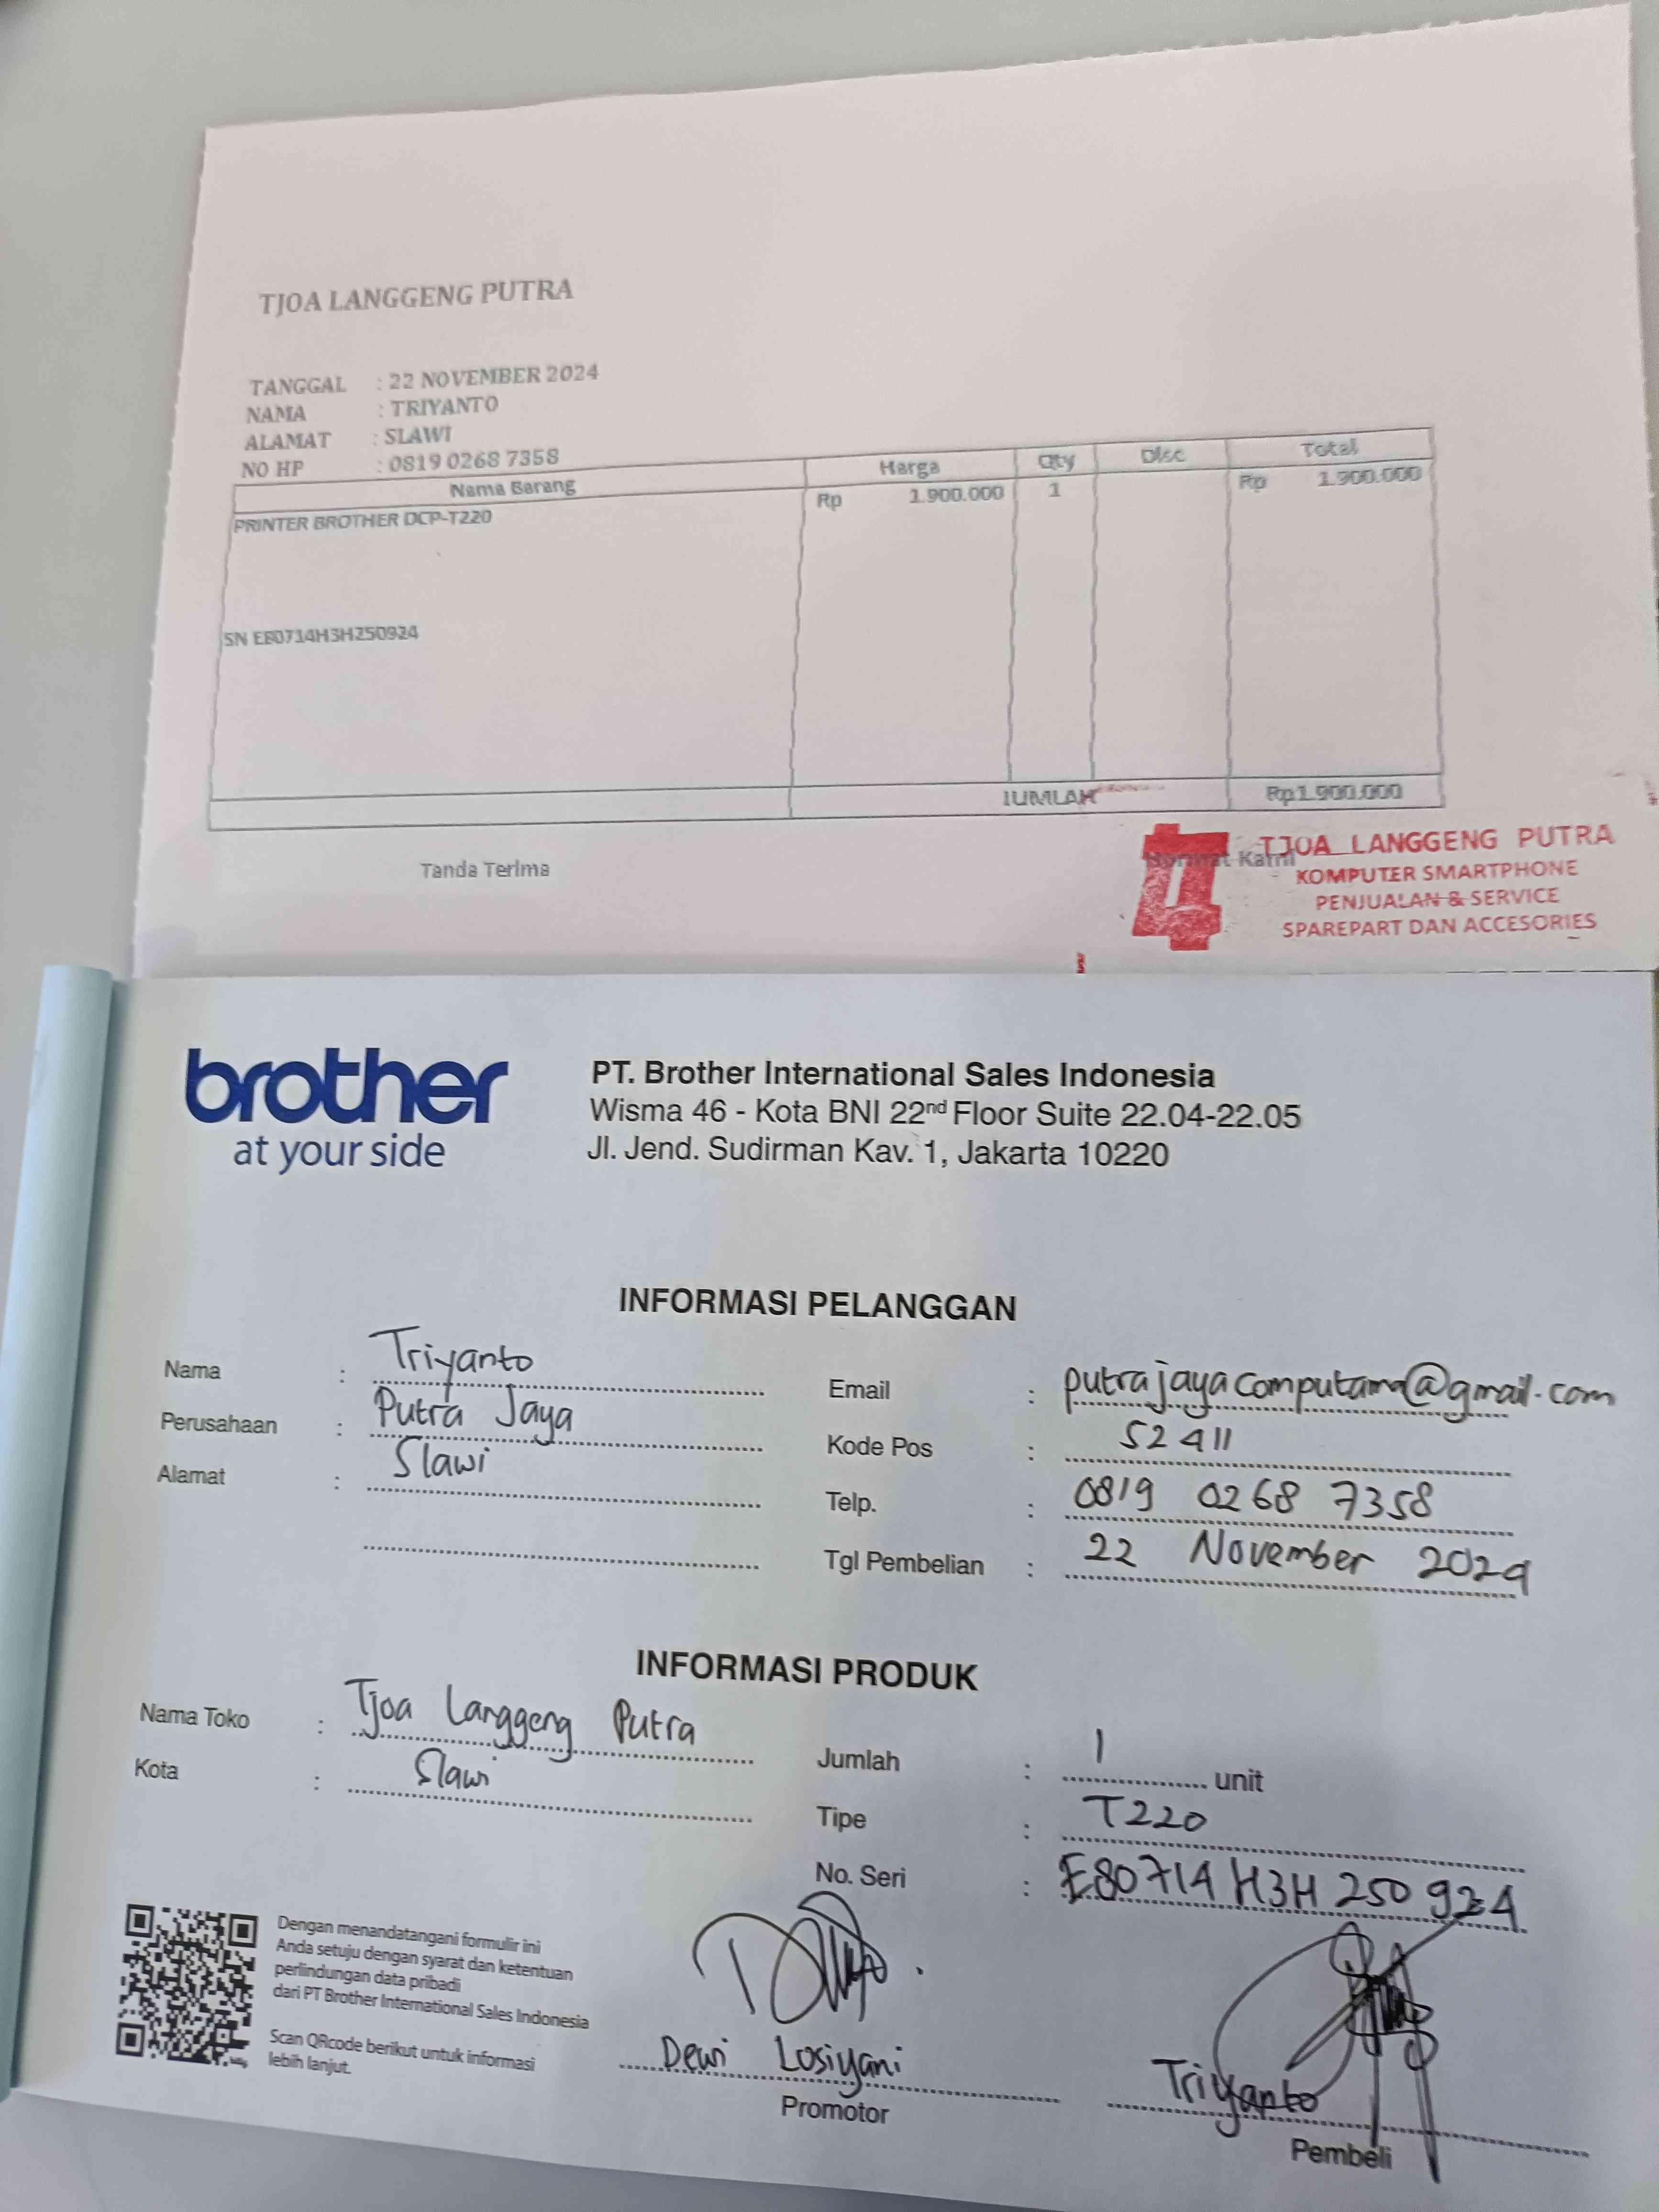 TJOA LANGGENG PUTRA
TANGGAL : 22 NOVEMBER 2024
NAMA : TRIYANTO
ALAMAT : SLAWI
NO HP : 0819 0268 7358
Nama Barang Harga Qty Disc Total
PRINTER BROTHER DCP-T220 Rp 1.900.000 1 Rp 1.900.000
SN E80714H3H250924
JUMLAH Rp1.900.000
Tanda Terima
Hormat Kami
TJOA LANGGENG PUTRA
KOMPUTER SMARTPHONE
PENJUALAN & SERVICE
SPAREPART DAN ACCESORIES
brother
at your side
PT. Brother International Sales Indonesia
Wisma 46 - Kota BNI 22nd Floor Suite 22.04-22.05
Jl. Jend. Sudirman Kav. 1, Jakarta 10220
INFORMASI PELANGGAN
Nama : Triyanto
Perusahaan : Putra Jaya
Alamat : Slawi
Email : putrajayacomputama@gmail.com
Kode Pos : 52411
Telp. : 0819 0268 7358
Tgl Pembelian : 22 November 2024
INFORMASI PRODUK
Nama Toko : Tjoa Langgeng Putra
Kota : Slawi
Jumlah : 1 unit
Tipe : T220
No. Seri : E80714H3H250924
Dengan menandatangani formulir ini
Anda setuju dengan syarat dan ketentuan
perlindungan data pribadi
dari PT Brother International Sales Indonesia
Scan QRcode berikut untuk informasi
lebih lanjut.
Dewi Losiyani
Promotor
Triyanto
Pembeli